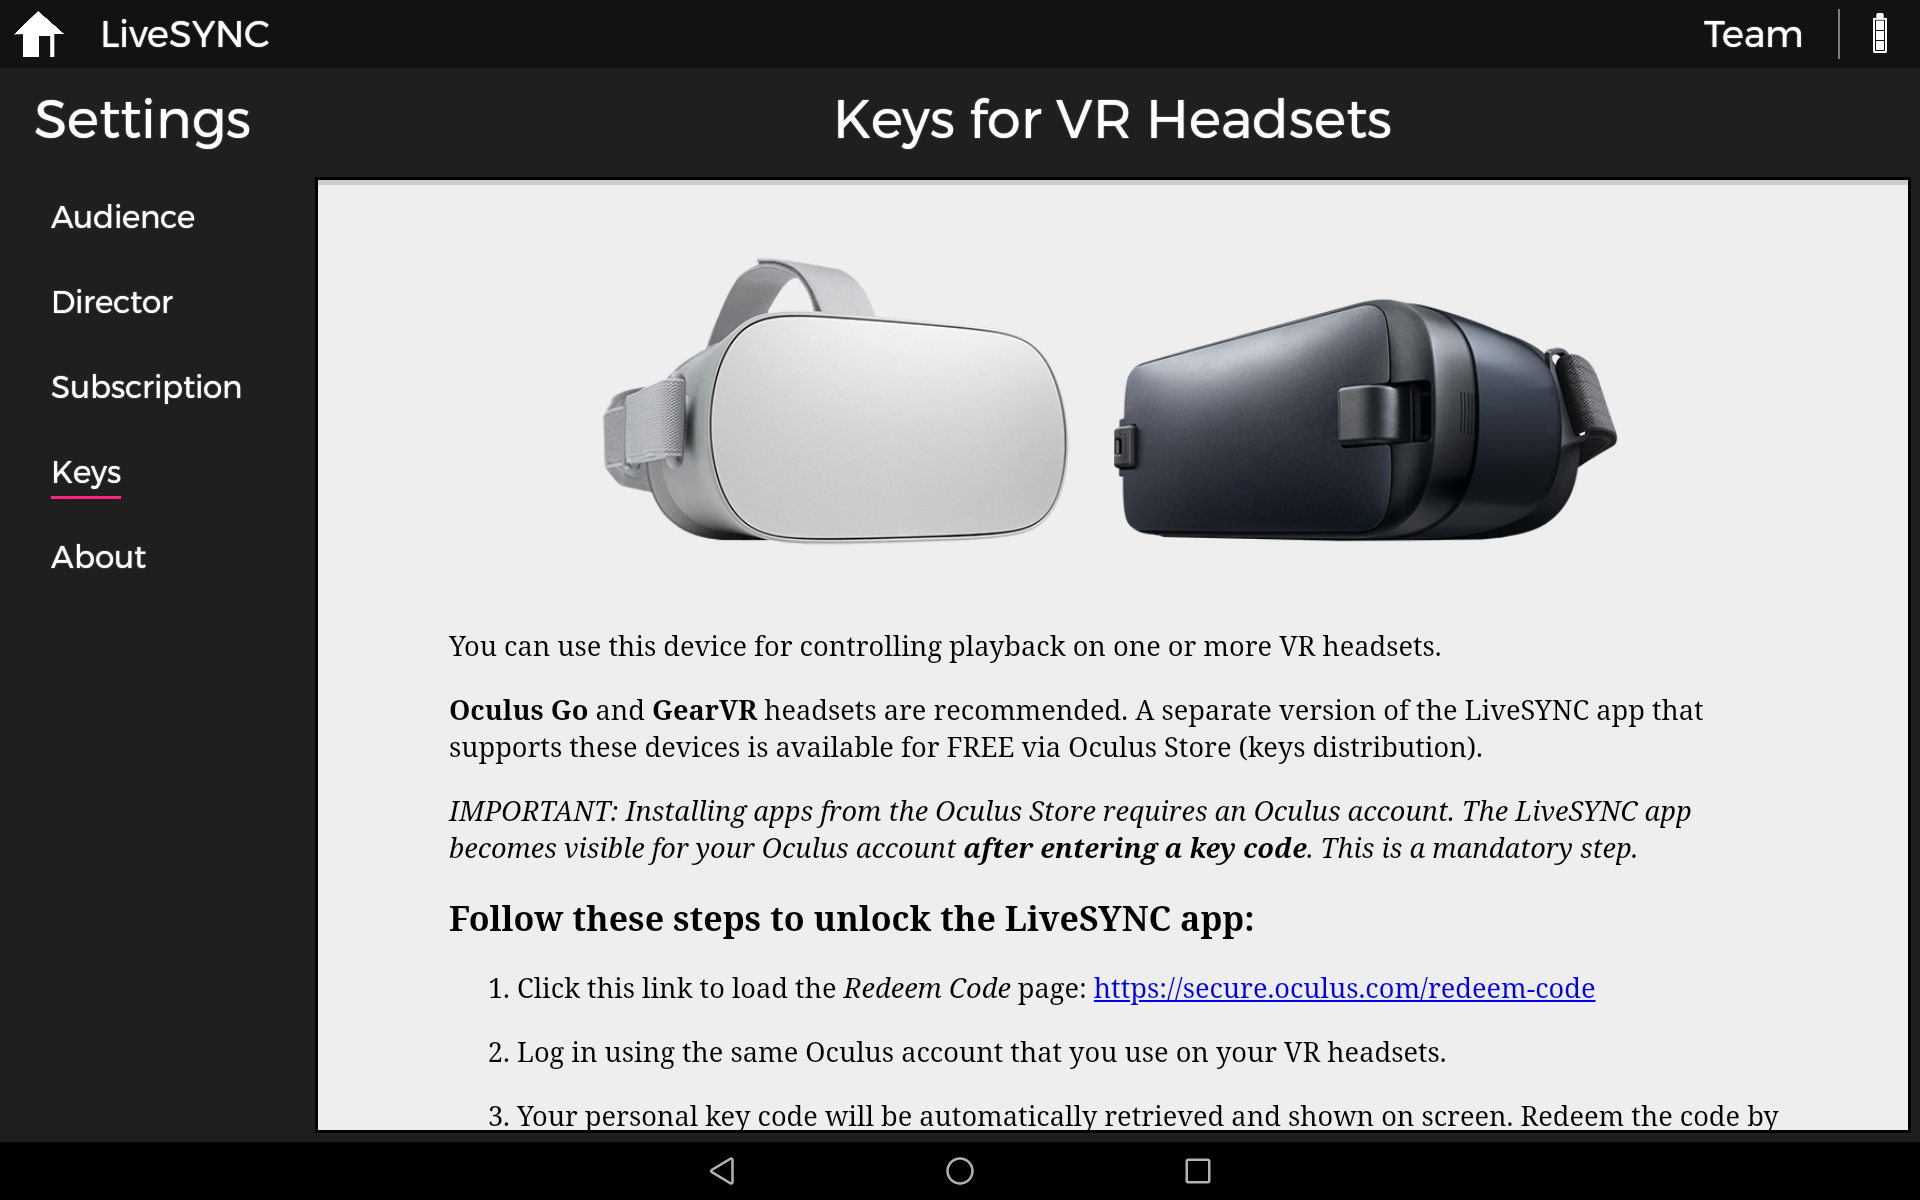 LiveSYNC
Team
Settings
Keys for VR Headsets
Audience
Director
Subscription
Keys
About
You can use this device for controlling playback on one or more VR headsets.
Oculus Go and GearVR headsets are recommended. A separate version of the LiveSYNC app that
supports these devices is available for FREE via Oculus Store (keys distribution).
IMPORTANT: Installing apps from the Oculus Store requires an Oculus account. The LiveSYNC app
becomes visible for your Oculus account after entering a key code. This is a mandatory step.
Follow these steps to unlock the LiveSYNC app:
1. Click this link to load the Redeem Code page: https://secure.oculus.com/redeem-code
2. Log in using the same Oculus account that you use on your VR headsets.
3. Your personal key code will be automatically retrieved and shown on screen. Redeem the code by